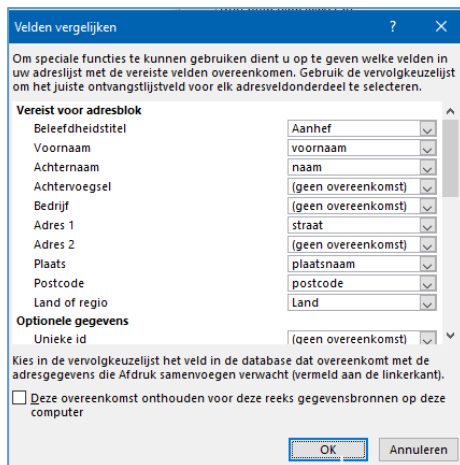 Velden vergelijken ? ×
Om speciale functies te kunnen gebruiken dient u op te geven welke velden in
uw adreslijst met de vereiste velden overeenkomen. Gebruik de vervolgkeuzelijst
om het juiste ontvangstlijstveld voor elk adresveldonderdeel te selecteren.
Vereist voor adresblok
Beleefdheidstitel Aanhef
Voornaam voornaam
Achternaam naam
Achtervoegsel (geen overeenkomst)
Bedrijf (geen overeenkomst)
Adres 1 straat
Adres 2 (geen overeenkomst)
Plaats plaatsnaam
Postcode postcode
Land of regio Land
Optionele gegevens
Unieke id (geen overeenkomst)
Kies in de vervolgkeuzelijst het veld in de database dat overeenkomt met de
adresgegevens die Afdruk samenvoegen verwacht (vermeld aan de linkerkant).
Deze overeenkomst onthouden voor deze reeks gegevensbronnen op deze
computer
OK Annuleren